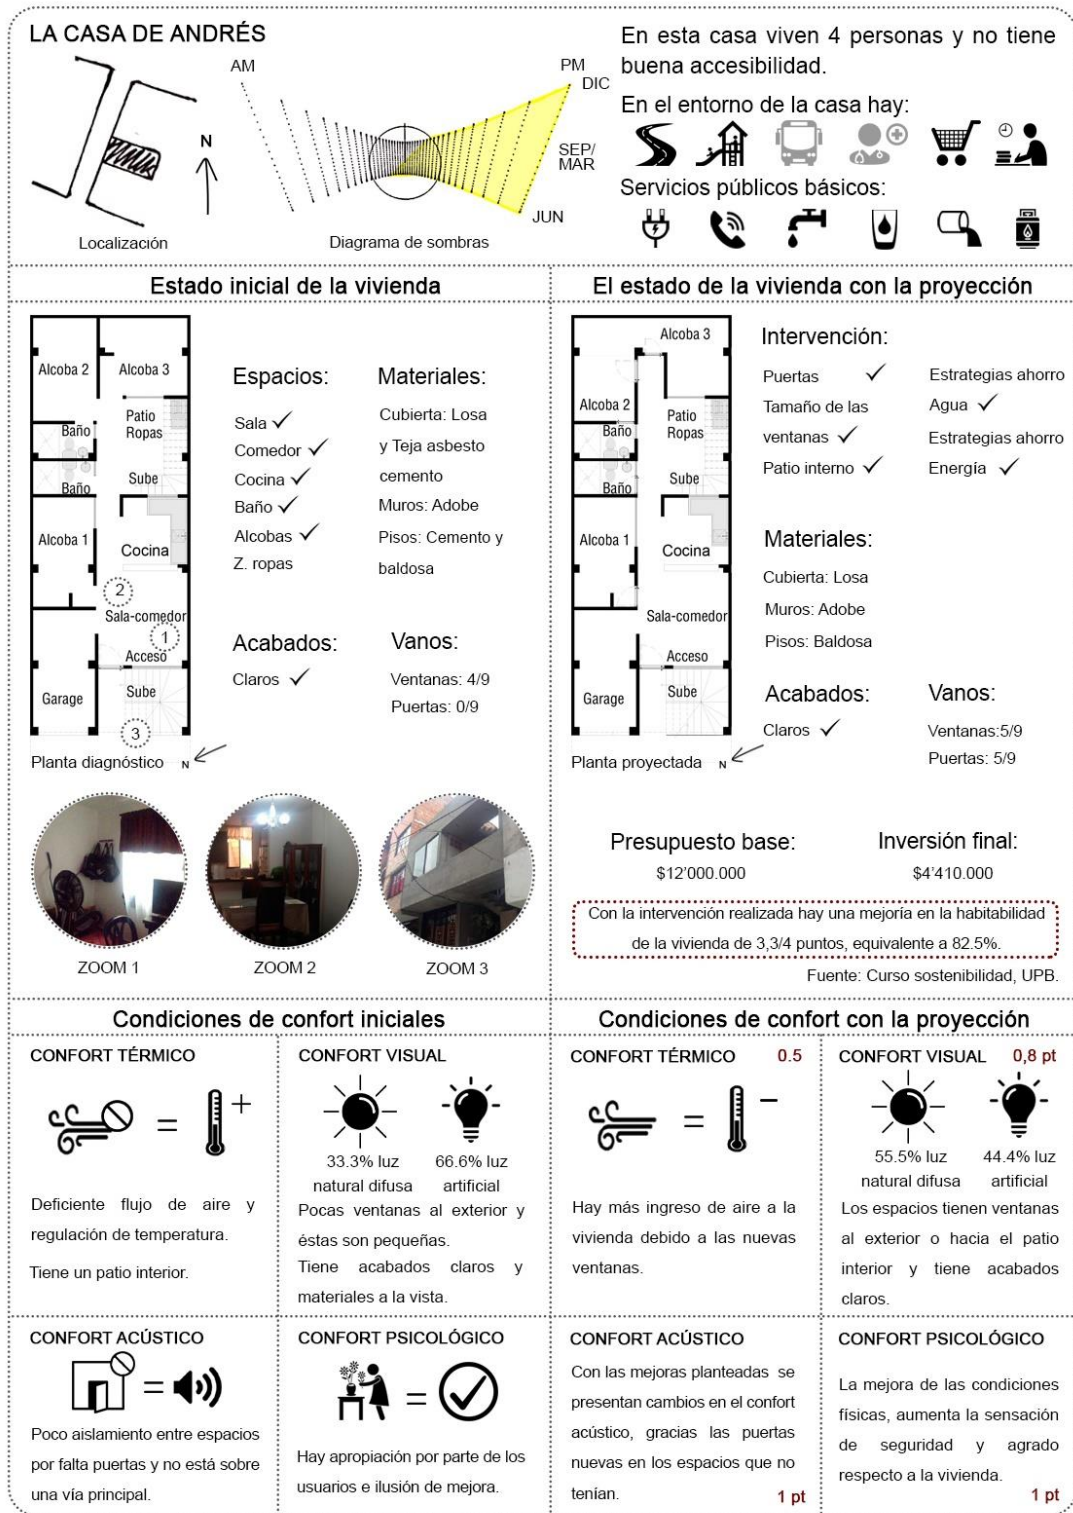 LA CASA DE ANDRÉS
AM
PM
DIC
SEP/
MAR
JUN
N
Localización
Diagrama de sombras
En esta casa viven 4 personas y no tiene
buena accesibilidad.
En el entorno de la casa hay:
Servicios públicos básicos:
Estado inicial de la vivienda
Alcoba 2
Alcoba 3
Baño
Patio
Ropas
Baño
Sube
Alcoba 1
Cocina
2
Sala-comedor
1
Acceso
Garage
Sube
3
Planta diagnóstico
N
Espacios:
Sala ✓
Comedor ✓
Cocina ✓
Baño ✓
Alcobas ✓
Z. ropas
Materiales:
Cubierta: Losa
y Teja asbesto
cemento
Muros: Adobe
Pisos: Cemento y
baldosa
Acabados:
Claros ✓
Vanos:
Ventanas: 4/9
Puertas: 0/9
ZOOM 1
ZOOM 2
ZOOM 3
El estado de la vivienda con la proyección
Alcoba 3
Alcoba 2
Baño
Patio
Ropas
Baño
Sube
Alcoba 1
Cocina
Sala-comedor
Acceso
Garage
Sube
Planta proyectada
N
Intervención:
Puertas ✓
Tamaño de las
ventanas ✓
Patio interno ✓
Estrategias ahorro
Agua ✓
Estrategias ahorro
Energía ✓
Materiales:
Cubierta: Losa
Muros: Adobe
Pisos: Baldosa
Acabados:
Claros ✓
Vanos:
Ventanas:5/9
Puertas: 5/9
Presupuesto base:
$12'000.000
Inversión final:
$4'410.000
Con la intervención realizada hay una mejoría en la habitabilidad
de la vivienda de 3,3/4 puntos, equivalente a 82.5%.
Fuente: Curso sostenibilidad, UPB.
Condiciones de confort iniciales
CONFORT TÉRMICO
= +
Deficiente flujo de aire y
regulación de temperatura.
Tiene un patio interior.
CONFORT VISUAL
33.3% luz
natural difusa
66.6% luz
artificial
Pocas ventanas al exterior y
éstas son pequeñas.
Tiene acabados claros y
materiales a la vista.
CONFORT ACÚSTICO
=
Poco aislamiento entre espacios
por falta puertas y no está sobre
una vía principal.
CONFORT PSICOLÓGICO
=
Hay apropiación por parte de los
usuarios e ilusión de mejora.
Condiciones de confort con la proyección
CONFORT TÉRMICO 0.5
= −
Hay más ingreso de aire a la
vivienda debido a las nuevas
ventanas.
CONFORT VISUAL 0,8 pt
55.5% luz
natural difusa
44.4% luz
artificial
Los espacios tienen ventanas
al exterior o hacia el patio
interior y tiene acabados
claros.
CONFORT ACÚSTICO
Con las mejoras planteadas se
presentan cambios en el confort
acústico, gracias las puertas
nuevas en los espacios que no
tenían.
1 pt
CONFORT PSICOLÓGICO
La mejora de las condiciones
físicas, aumenta la sensación
de seguridad y agrado
respecto a la vivienda.
1 pt